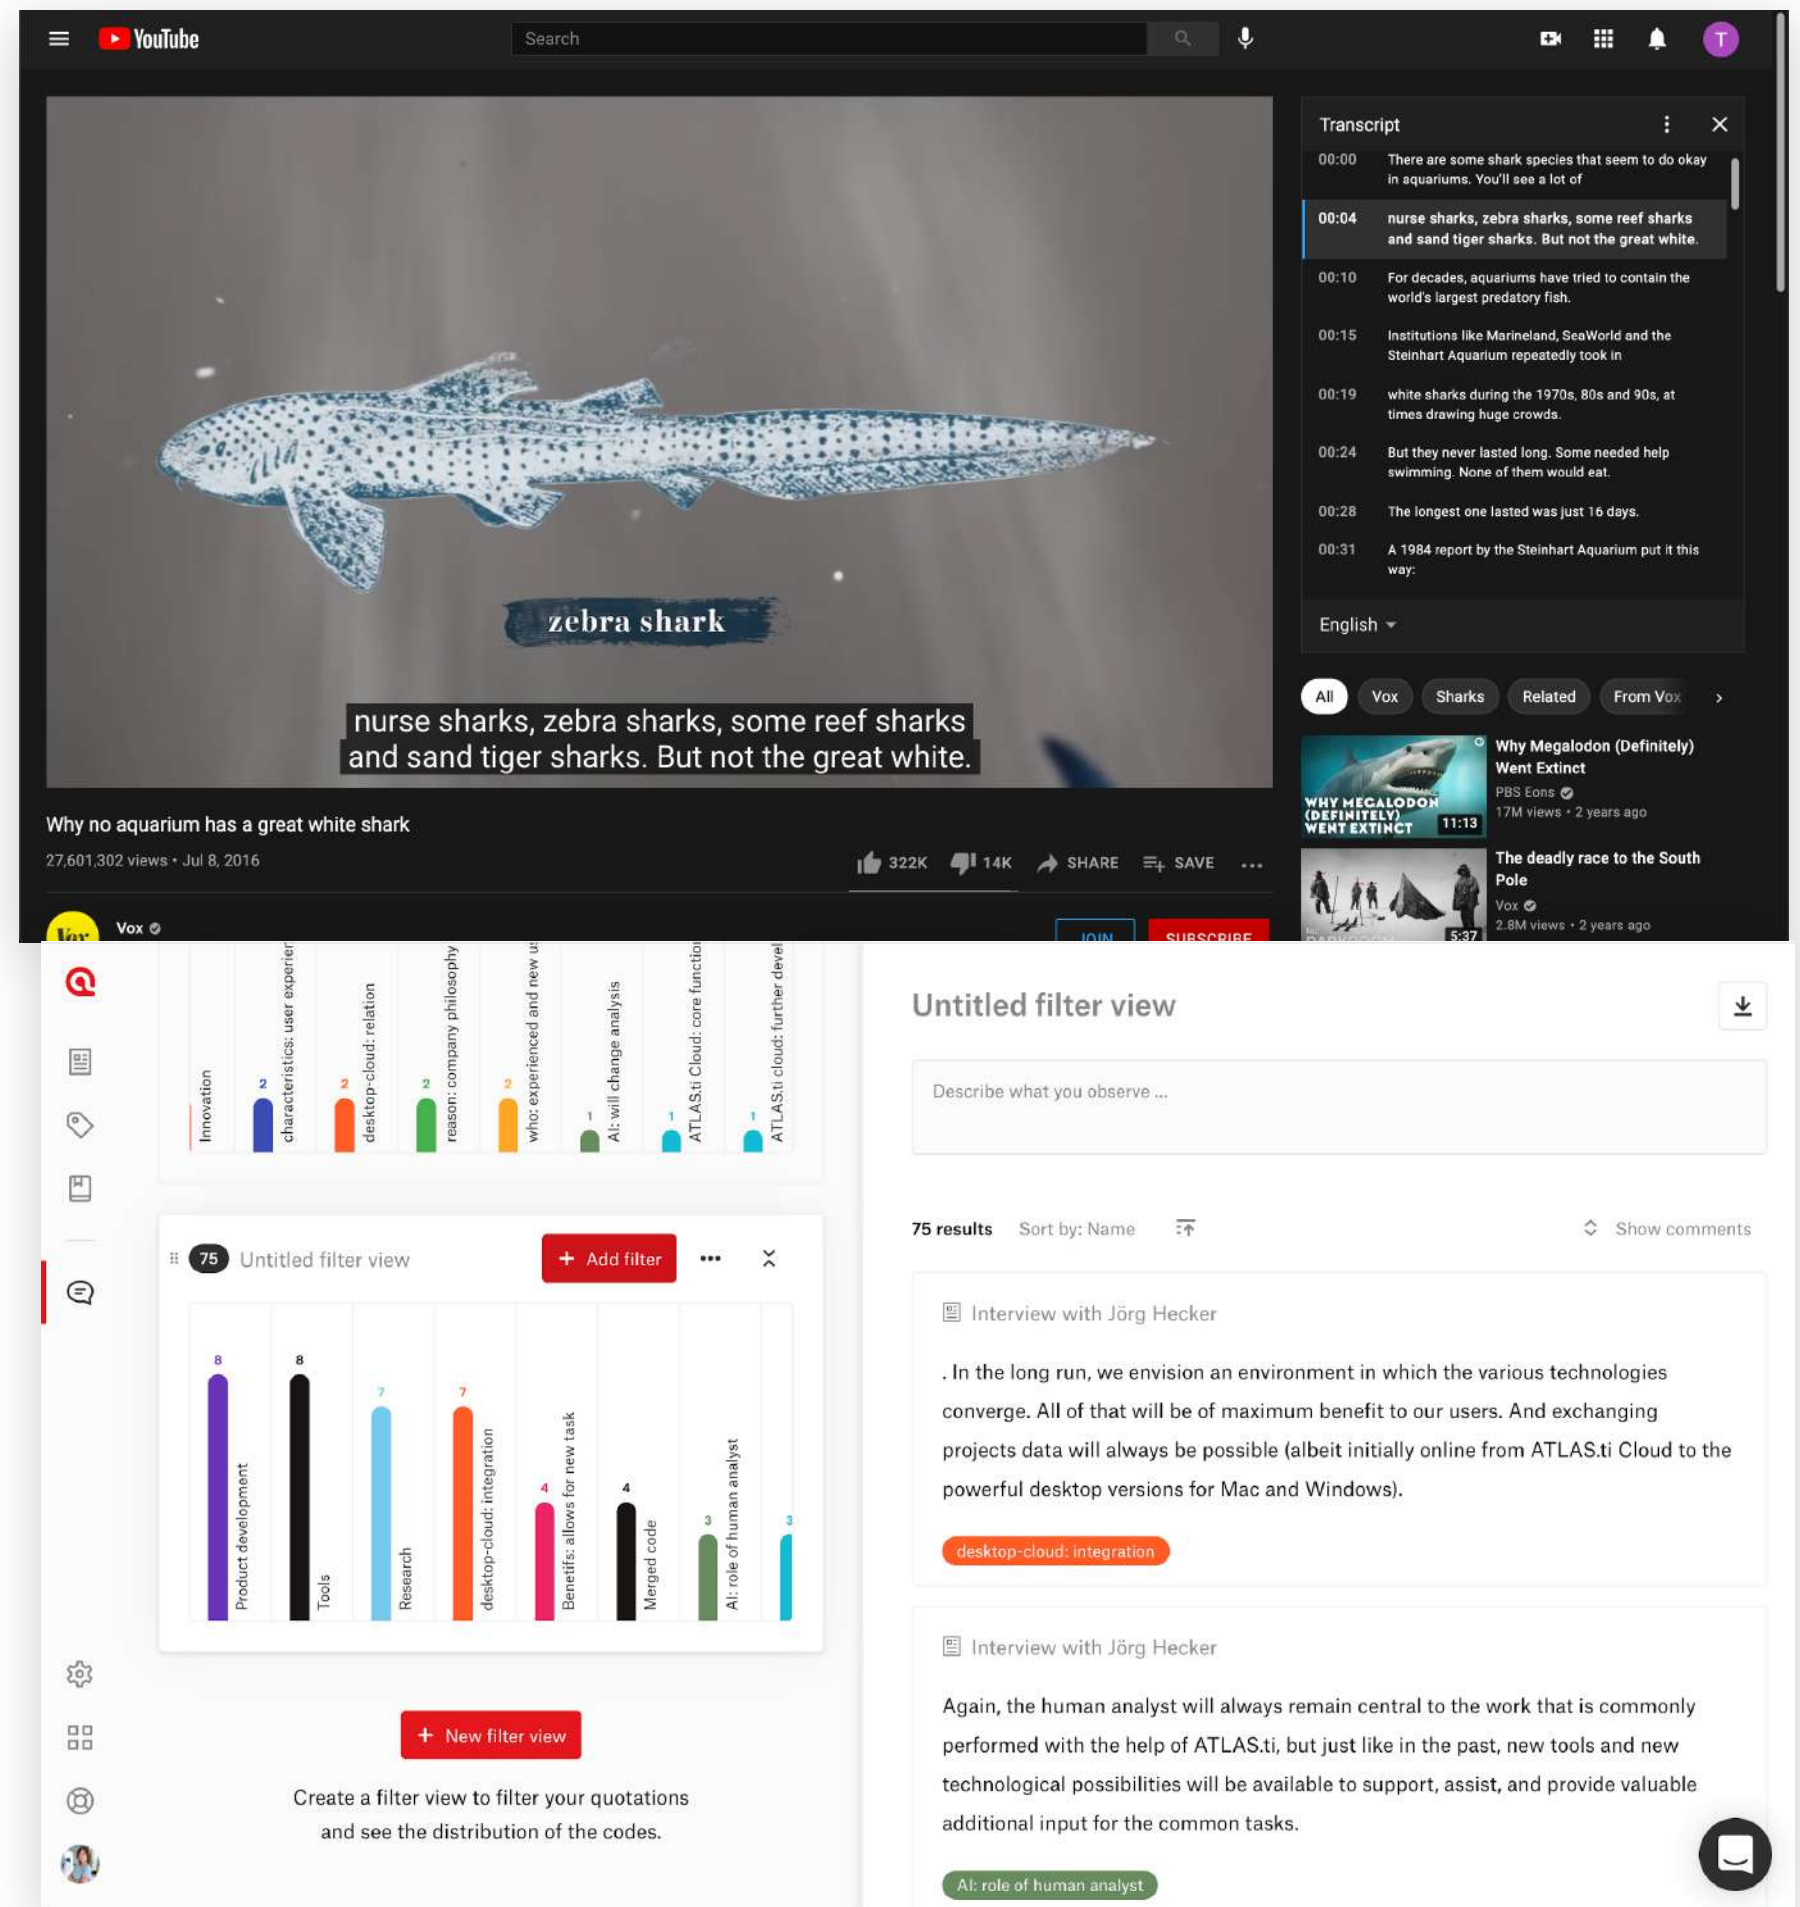 YouTube
Search
T
zebra shark
nurse sharks, zebra sharks, some reef sharks
and sand tiger sharks. But not the great white.
Why no aquarium has a great white shark
27,601,302 views • Jul 8, 2016
322K
14K
SHARE
SAVE
Vox
Vox
JOIN
SUBSCRIBE
Transcript
00:00
There are some shark species that seem to do okay
in aquariums. You'll see a lot of
00:04
nurse sharks, zebra sharks, some reef sharks
and sand tiger sharks. But not the great white.
00:10
For decades, aquariums have tried to contain the
world's largest predatory fish.
00:15
Institutions like Marineland, SeaWorld and the
Steinhart Aquarium repeatedly took in
00:19
white sharks during the 1970s, 80s and 90s, at
times drawing huge crowds.
00:24
But they never lasted long. Some needed help
swimming. None of them would eat.
00:28
The longest one lasted was just 16 days.
00:31
A 1984 report by the Steinhart Aquarium put it this
way:
English
All
Vox
Sharks
Related
From Vox
WHY MEGALODON
(DEFINITELY)
WENT EXTINCT
11:13
Why Megalodon (Definitely)
Went Extinct
PBS Eons
17M views • 2 years ago
DARKROOM
5:37
The deadly race to the South
Pole
Vox
2.8M views • 2 years ago
Innovation
2
characteristics: user experien
2
desktop-cloud: relation
2
reason: company philosophy
2
who: experienced and new us
1
AI: will change analysis
1
ATLAS.ti Cloud: core function
1
ATLAS.ti cloud: further devel
75
Untitled filter view
+ Add filter
8
Product development
8
Tools
7
Research
7
desktop-cloud: integration
4
Benetifs: allows for new task
4
Merged code
3
AI: role of human analyst
3
+ New filter view
Create a filter view to filter your quotations
and see the distribution of the codes.
Untitled filter view
Describe what you observe ...
75 results
Sort by: Name
Show comments
Interview with Jörg Hecker
. In the long run, we envision an environment in which the various technologies
converge. All of that will be of maximum benefit to our users. And exchanging
projects data will always be possible (albeit initially online from ATLAS.ti Cloud to the
powerful desktop versions for Mac and Windows).
desktop-cloud: integration
Interview with Jörg Hecker
Again, the human analyst will always remain central to the work that is commonly
performed with the help of ATLAS.ti, but just like in the past, new tools and new
technological possibilities will be available to support, assist, and provide valuable
additional input for the common tasks.
AI: role of human analyst